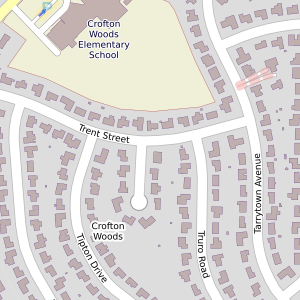 Crofton
Woods
Elementary
School
Trent Street
Tarrytown Avenue
Crofton
Woods
Tipton Drive
Truro Road